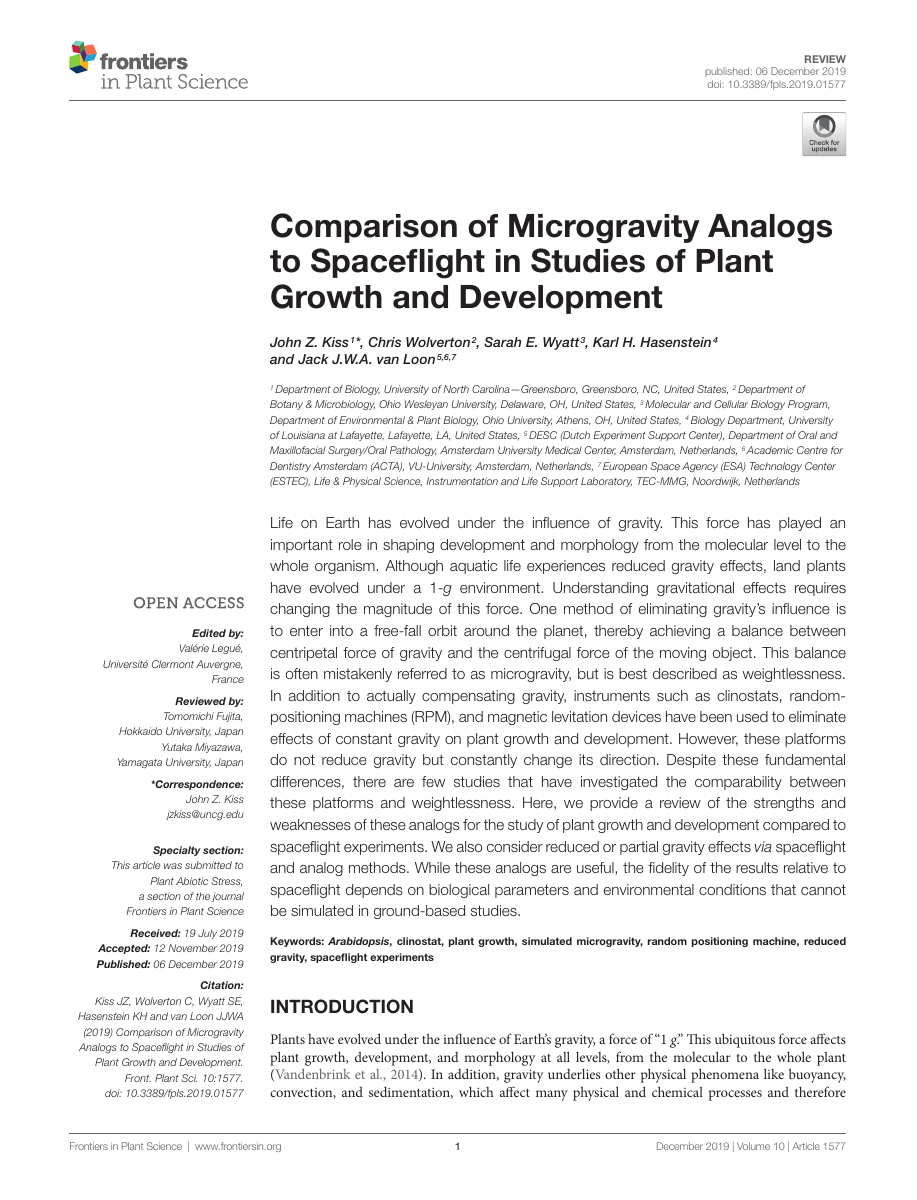 frontiers
in Plant Science
REVIEW
published: 06 December 2019
doi: 10.3389/fpls.2019.01577
Check for
updates
Comparison of Microgravity Analogs
to Spaceflight in Studies of Plant
Growth and Development
John Z. Kiss 1*, Chris Wolverton 2, Sarah E. Wyatt 3, Karl H. Hasenstein 4
and Jack J.W.A. van Loon 5,6,7
1 Department of Biology, University of North Carolina—Greensboro, Greensboro, NC, United States, 2 Department of
Botany & Microbiology, Ohio Wesleyan University, Delaware, OH, United States, 3 Molecular and Cellular Biology Program,
Department of Environmental & Plant Biology, Ohio University, Athens, OH, United States, 4 Biology Department, University
of Louisiana at Lafayette, Lafayette, LA, United States, 5 DESC (Dutch Experiment Support Center), Department of Oral and
Maxillofacial Surgery/Oral Pathology, Amsterdam University Medical Center, Amsterdam, Netherlands, 6 Academic Centre for
Dentistry Amsterdam (ACTA), VU-University, Amsterdam, Netherlands, 7 European Space Agency (ESA) Technology Center
(ESTEC), Life & Physical Science, Instrumentation and Life Support Laboratory, TEC-MMG, Noordwijk, Netherlands
Life on Earth has evolved under the influence of gravity. This force has played an
important role in shaping development and morphology from the molecular level to the
whole organism. Although aquatic life experiences reduced gravity effects, land plants
have evolved under a 1-g environment. Understanding gravitational effects requires
changing the magnitude of this force. One method of eliminating gravity's influence is
to enter into a free-fall orbit around the planet, thereby achieving a balance between
centripetal force of gravity and the centrifugal force of the moving object. This balance
is often mistakenly referred to as microgravity, but is best described as weightlessness.
In addition to actually compensating gravity, instruments such as clinostats, random-
positioning machines (RPM), and magnetic levitation devices have been used to eliminate
effects of constant gravity on plant growth and development. However, these platforms
do not reduce gravity but constantly change its direction. Despite these fundamental
differences, there are few studies that have investigated the comparability between
these platforms and weightlessness. Here, we provide a review of the strengths and
weaknesses of these analogs for the study of plant growth and development compared to
spaceflight experiments. We also consider reduced or partial gravity effects via spaceflight
and analog methods. While these analogs are useful, the fidelity of the results relative to
spaceflight depends on biological parameters and environmental conditions that cannot
be simulated in ground-based studies.
Keywords: Arabidopsis, clinostat, plant growth, simulated microgravity, random positioning machine, reduced
gravity, spaceflight experiments
OPEN ACCESS
Edited by:
Valérie Legué,
Université Clermont Auvergne,
France
Reviewed by:
Tomomichi Fujita,
Hokkaido University, Japan
Yutaka Miyazawa,
Yamagata University, Japan
*Correspondence:
John Z. Kiss
jzkiss@uncg.edu
Specialty section:
This article was submitted to
Plant Abiotic Stress,
a section of the journal
Frontiers in Plant Science
Received: 19 July 2019
Accepted: 12 November 2019
Published: 06 December 2019
Citation:
Kiss JZ, Wolverton C, Wyatt SE,
Hasenstein KH and van Loon JJWA
(2019) Comparison of Microgravity
Analogs to Spaceflight in Studies of
Plant Growth and Development.
Front. Plant Sci. 10:1577.
doi: 10.3389/fpls.2019.01577
INTRODUCTION
Plants have evolved under the influence of Earth's gravity, a force of "1 g." This ubiquitous force affects
plant growth, development, and morphology at all levels, from the molecular to the whole plant
(Vandenbrink et al., 2014). In addition, gravity underlies other physical phenomena like buoyancy,
convection, and sedimentation, which affect many physical and chemical processes and therefore
Frontiers in Plant Science | www.frontiersin.org
1
December 2019 | Volume 10 | Article 1577